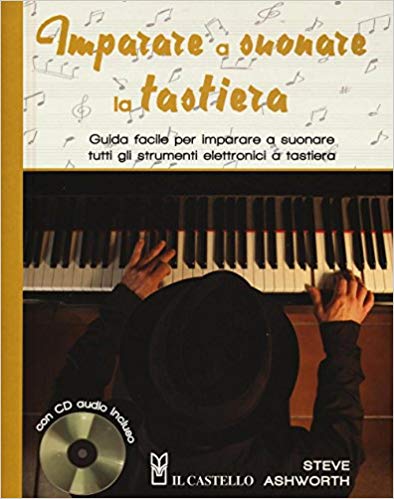 Imparare a suonare
la tastiera
Guida facile per imparare a suonare
tutti gli strumenti elettronici a tastiera
con CD audio incluso
IL CASTELLO
STEVE
ASHWORTH